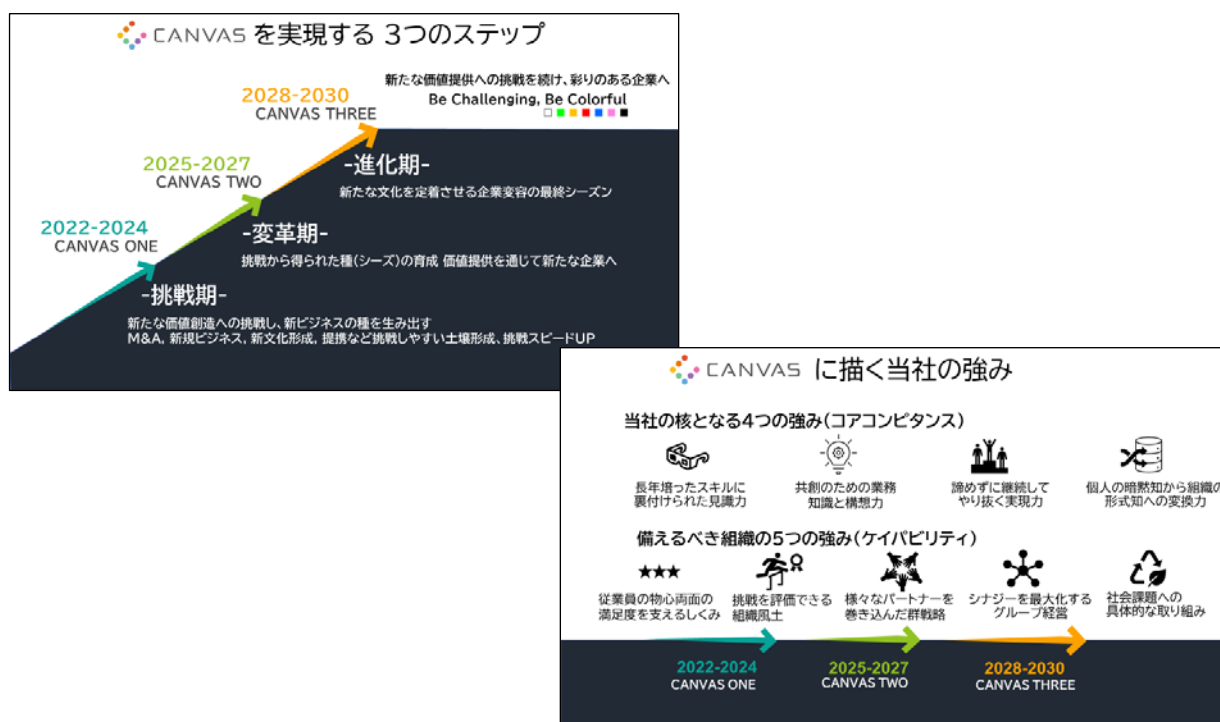 CANVAS を実現する 3つのステップ
新たな価値提供への挑戦を続け、彩りのある企業へ
Be Challenging, Be Colorful
2028-2030
CANVAS THREE
-進化期-
新たな文化を定着させる企業変容の最終シーズン
2025-2027
CANVAS TWO
-変革期-
挑戦から得られた種(シーズ)の育成 価値提供を通じて新たな企業へ
2022-2024
CANVAS ONE
-挑戦期-
新たな価値創造への挑戦し、新ビジネスの種を生み出す
M&A, 新規ビジネス, 新文化形成, 提携など挑戦しやすい土壌形成、挑戦スピードUP
CANVAS に描く当社の強み
当社の核となる4つの強み(コアコンピタンス)
長年培ったスキルに
裏付けられた見識力
共創のための業務
知識と構想力
諦めずに継続して
やり抜く実現力
個人の暗黙知から組織の
形式知への変換力
備えるべき組織の5つの強み(ケイパビリティ)
従業員の物心両面の
満足度を支えるしくみ
挑戦を評価できる
組織風土
様々なパートナーを
巻き込んだ群戦略
シナジーを最大化する
グループ経営
社会課題への
具体的な取り組み
2022-2024
CANVAS ONE
2025-2027
CANVAS TWO
2028-2030
CANVAS THREE